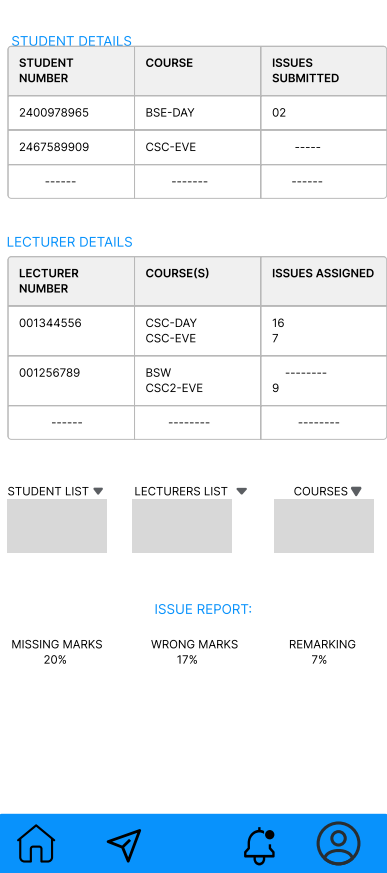 STUDENT DETAILS
STUDENT NUMBER COURSE ISSUES SUBMITTED
2400978965 BSE-DAY 02
2467589909 CSC-EVE -----
------ ------- ------
LECTURER DETAILS
LECTURER NUMBER COURSE(S) ISSUES ASSIGNED
001344556 CSC-DAY 16
CSC-EVE 7
001256789 BSW --------
CSC2-EVE 9
------ -------- --------
STUDENT LIST LECTURERS LIST COURSES
ISSUE REPORT:
MISSING MARKS WRONG MARKS REMARKING
20% 17% 7%